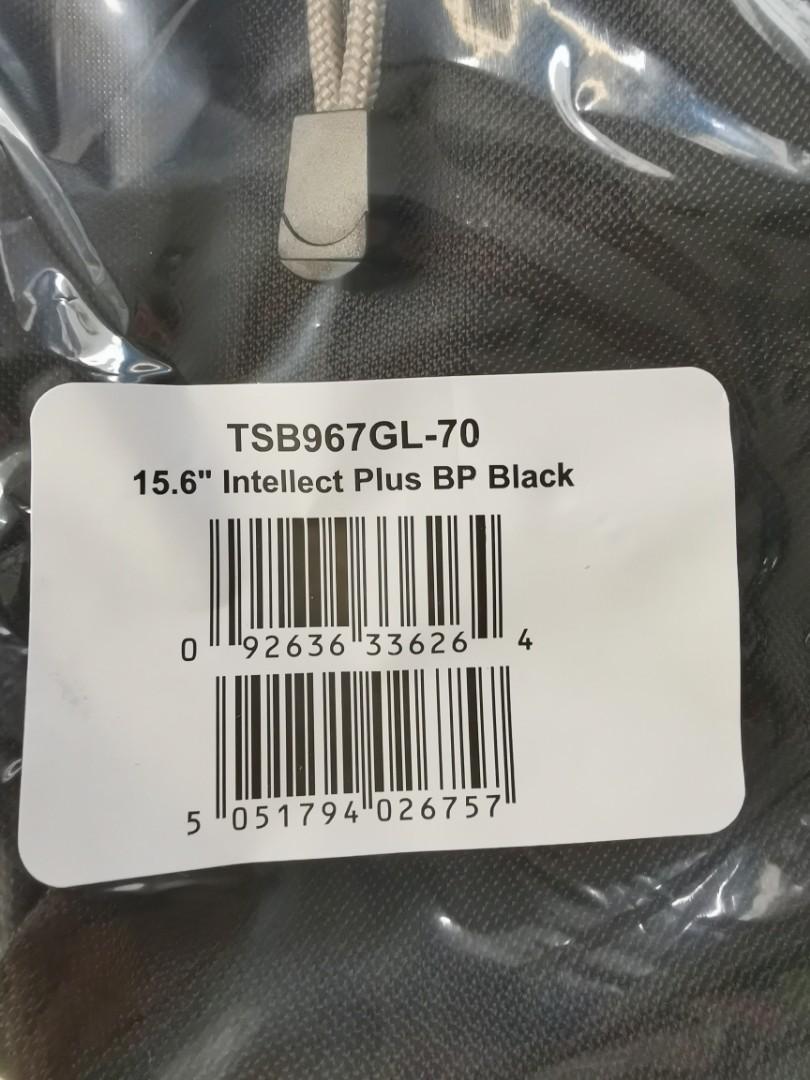 TSB967GL-70
15.6" Intellect Plus BP Black
0 92636 33626 4
5 051794 026757